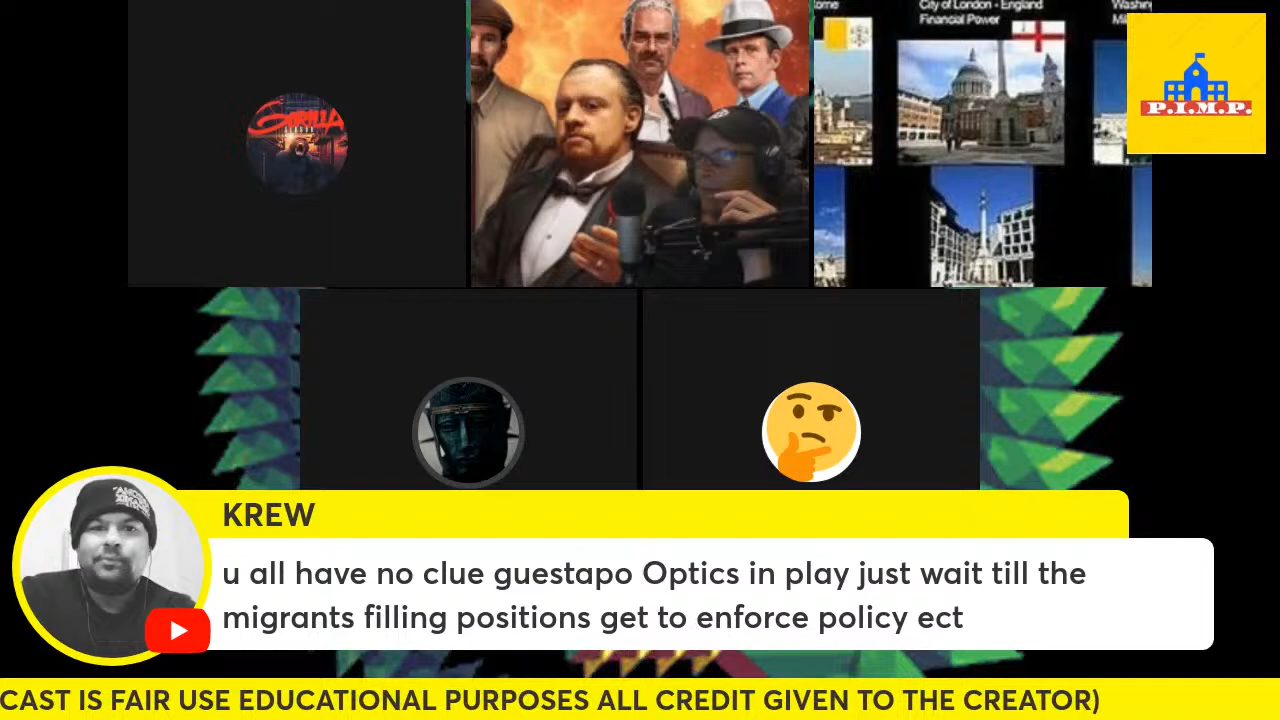 City of London - England
Financial Power
GORILLA
P.I.M.P.
KREW
u all have no clue guestapo Optics in play just wait till the
migrants filling positions get to enforce policy ect
CAST IS FAIR USE EDUCATIONAL PURPOSES ALL CREDIT GIVEN TO THE CREATOR)